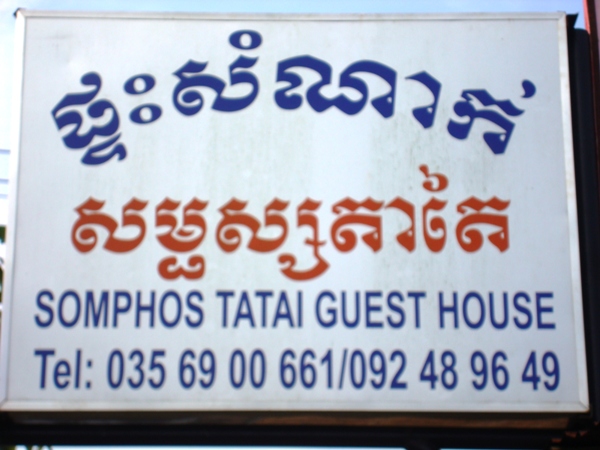 ផ្ទះសំណាក់
សម្ផស្សតាតៃ
SOMPHOS TATAI GUEST HOUSE
Tel: 035 69 00 661/092 48 96 49